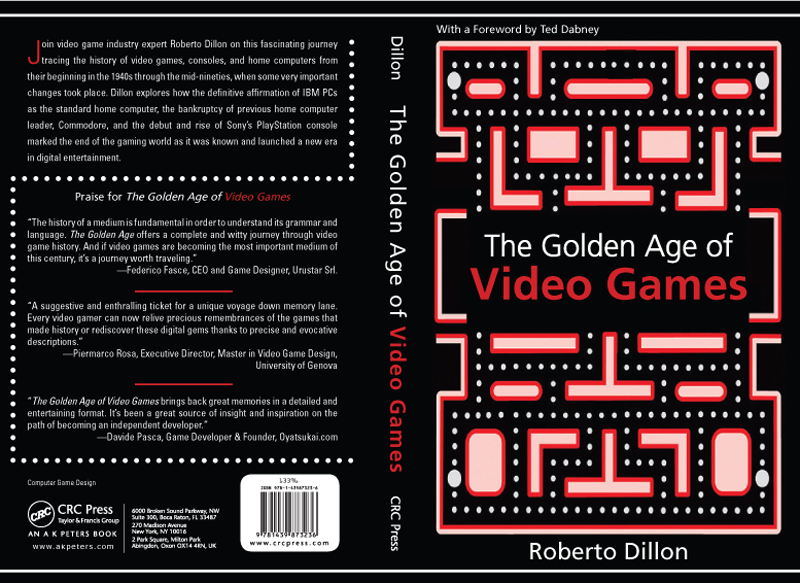 Join video game industry expert Roberto Dillon on this fascinating journey
tracing the history of video games, consoles, and home computers from
their beginning in the 1940s through the mid-nineties, when some very important
changes took place. Dillon explores how the definitive affirmation of IBM PCs
as the standard home computer, the bankruptcy of previous home computer
leader, Commodore, and the debut and rise of Sony's PlayStation console
marked the end of the gaming world as it was known and launched a new era
in digital entertainment.
Praise for The Golden Age of Video Games
"The history of a medium is fundamental in order to understand its grammar and
language. The Golden Age offers a complete and witty journey through video
game history. And if video games are becoming the most important medium of
this century, it's a journey worth traveling."
—Federico Fasce, CEO and Game Designer, Urustar Srl.
"A suggestive and enthralling ticket for a unique voyage down memory lane.
Every video gamer can now relive precious remembrances of the games that
made history or rediscover these digital gems thanks to precise and evocative
descriptions."
—Piermarco Rosa, Executive Director, Master in Video Game Design,
University of Genova
"The Golden Age of Video Games brings back great memories in a detailed and
entertaining format. It's been a great source of insight and inspiration on the
path of becoming an independent developer."
—Davide Pasca, Game Developer & Founder, Oyatsukai.com
Computer Game Design
CRC
CRC Press
Taylor & Francis Group
AN A K PETERS BOOK
www.akpeters.com
6000 Broken Sound Parkway, NW
Suite 300, Boca Raton, FL 33487
270 Madison Avenue
New York, NY 10016
2 Park Square, Milton Park
Abingdon, Oxon OX14 4RN, UK
133%
ISBN 978-1-4398-7323-6
9 781439 873236
www.crcpress.com
Dillon
The Golden Age of Video Games
CRC Press
With a Foreword by Ted Dabney
The Golden Age of
Video Games
Roberto Dillon